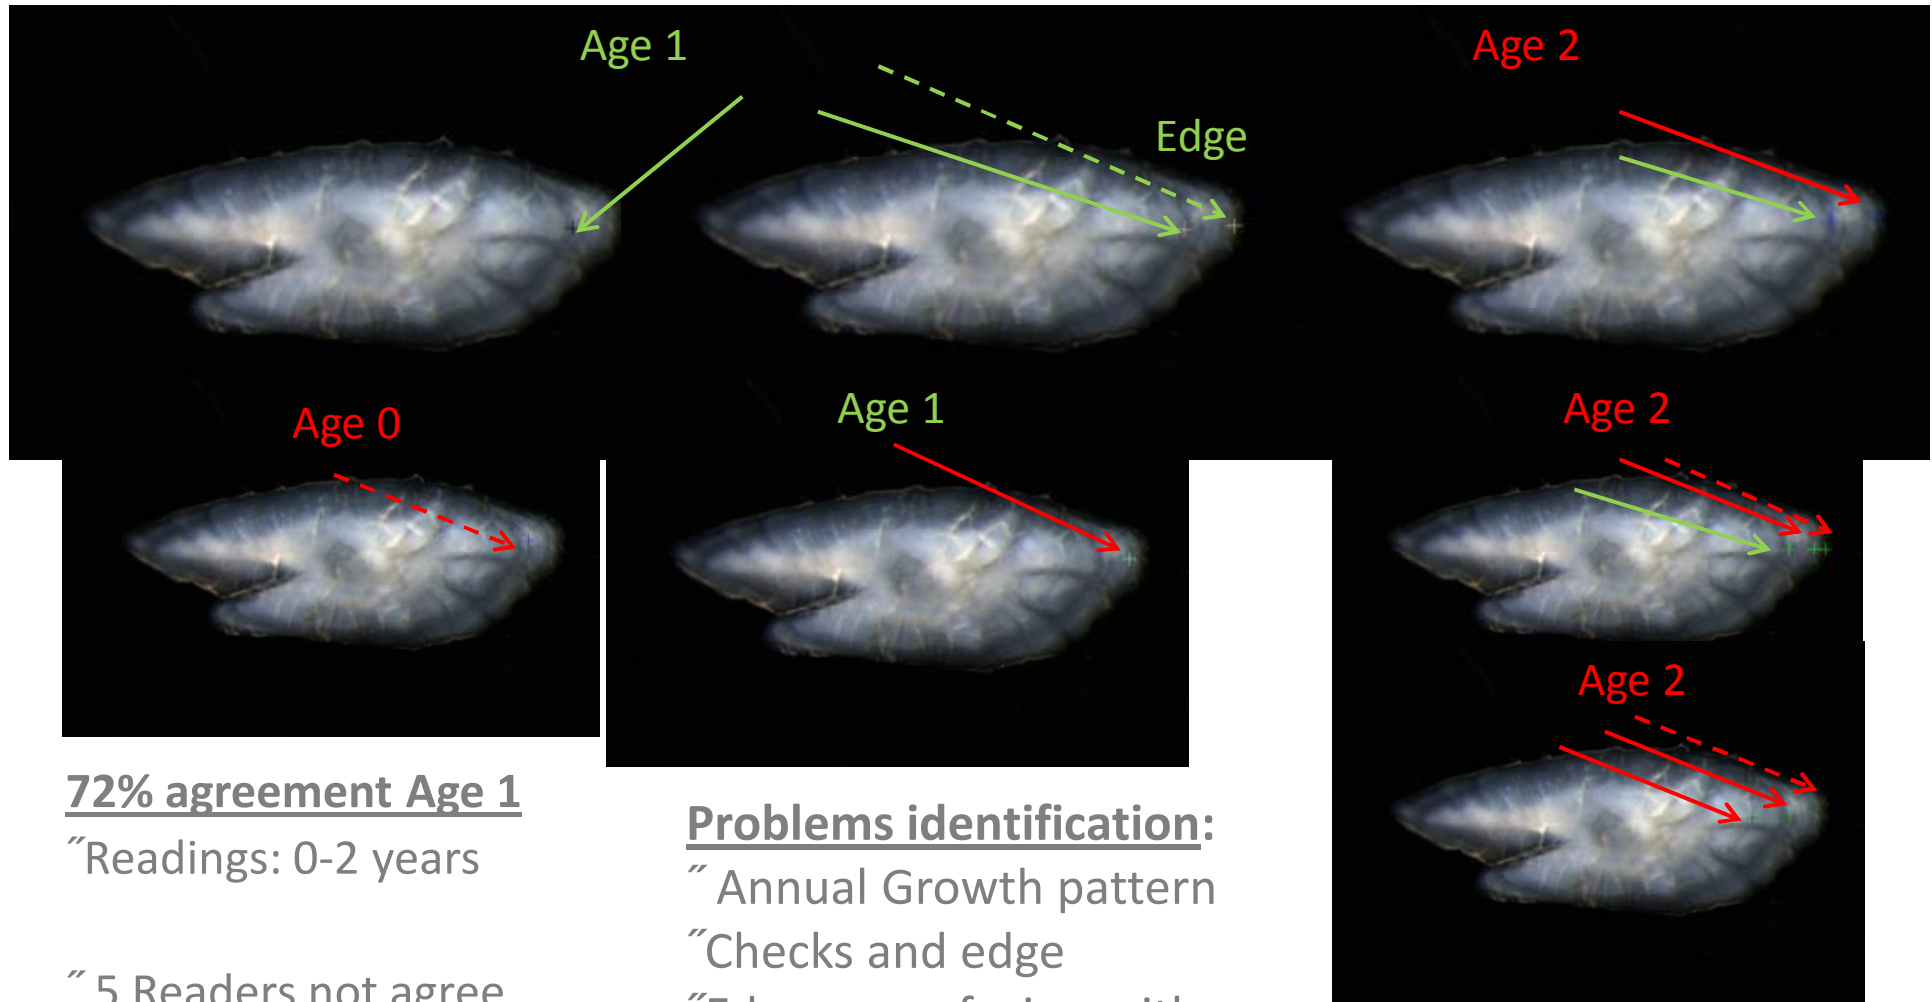 Age 1
Edge
Age 2
Age 0
Age 1
Age 2
Age 2
72% agreement Age 1
˝Readings: 0-2 years
˝ 5 Readers not agree
Problems identification:
˝ Annual Growth pattern
˝Checks and edge